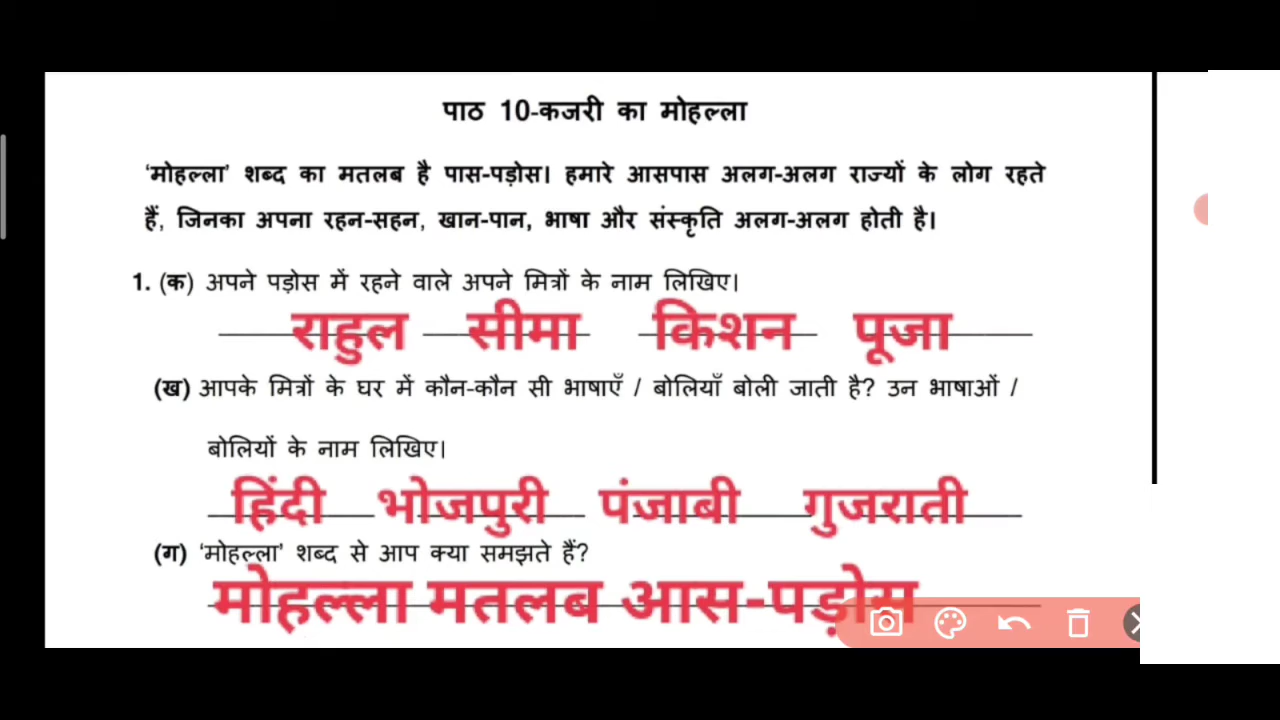 पाठ 10-कजरी का मोहल्ला
‘मोहल्ला’ शब्द का मतलब है पास-पड़ोस। हमारे आसपास अलग-अलग राज्यों के लोग रहते
हैं, जिनका अपना रहन-सहन, खान-पान, भाषा और संस्कृति अलग-अलग होती है।
1. (क) अपने पड़ोस में रहने वाले अपने मित्रों के नाम लिखिए।
राहुल सीमा किशन पूजा
(ख) आपके मित्रों के घर में कौन-कौन सी भाषाएँ / बोलियाँ बोली जाती है? उन भाषाओं /
बोलियों के नाम लिखिए।
हिंदी भोजपुरी पंजाबी गुजराती
(ग) ‘मोहल्ला’ शब्द से आप क्या समझते हैं?
मोहल्ला मतलब आस-पड़ोस